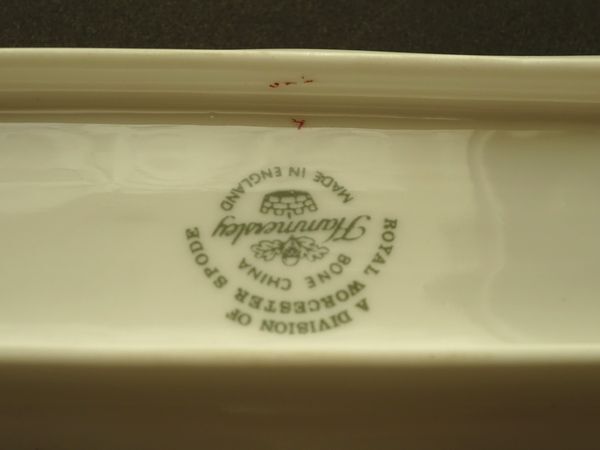 A DIVISION OF
ROYAL WORCESTER SPODE
BONE CHINA
Hammersley
MADE IN ENGLAND